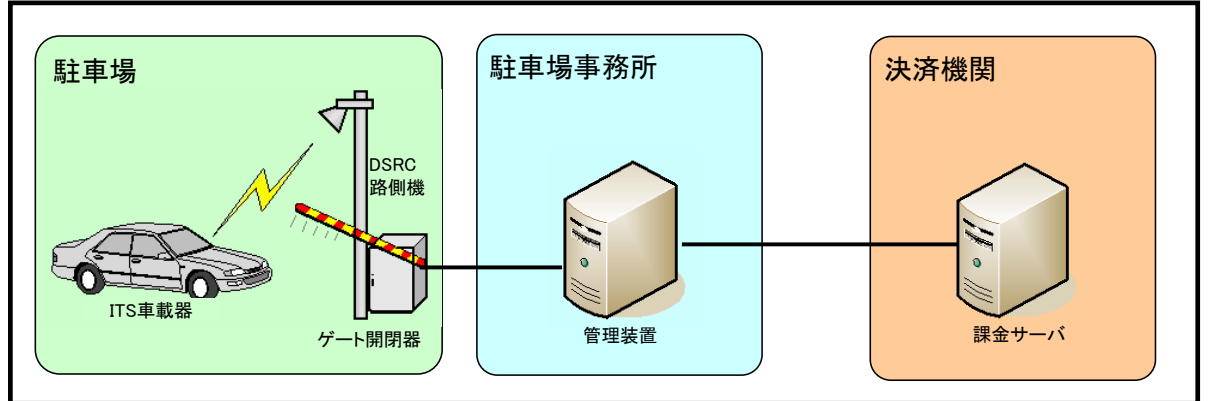 駐車場
DSRC
路側機
ITS車載器
ゲート開閉器
駐車場事務所
管理装置
決済機関
課金サーバ